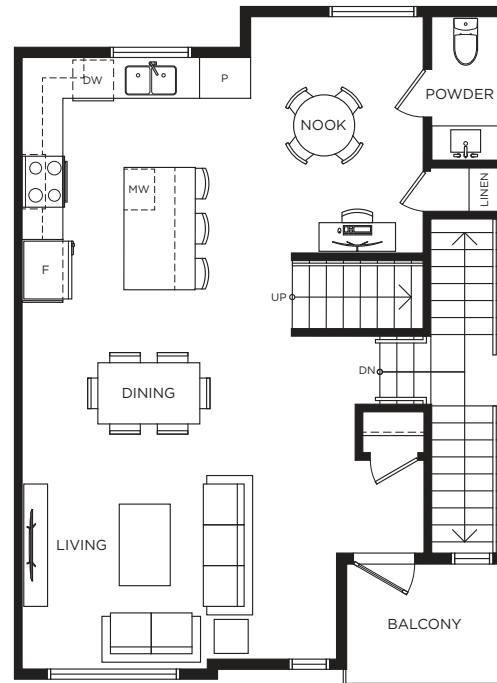 DW
P
POWDER
NOOK
MW
LINEN
F
UP
DN
DINING
LIVING
BALCONY